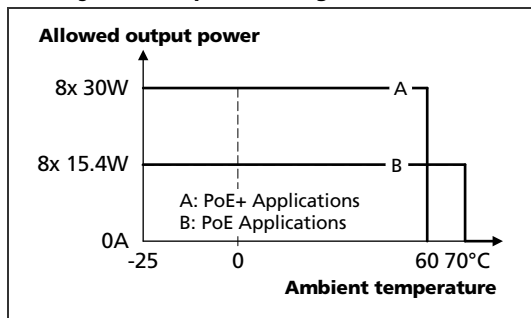 Allowed output power
8x 30W
A
8x 15.4W
B
A: PoE+ Applications
B: PoE Applications
0A
-25 0 60 70°C
Ambient temperature